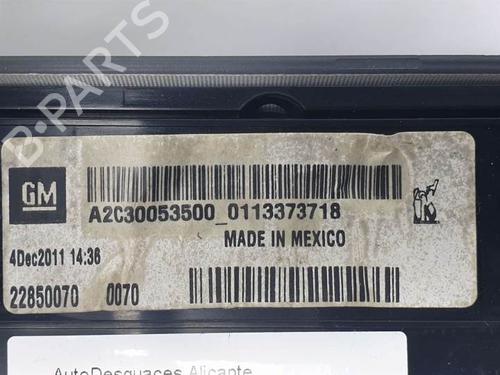 B-PARTS
GM
A2C30053500_0113373718
MADE IN MEXICO
4Dec2011 14:36
22850070 0070
AutoDesguaces Alicante